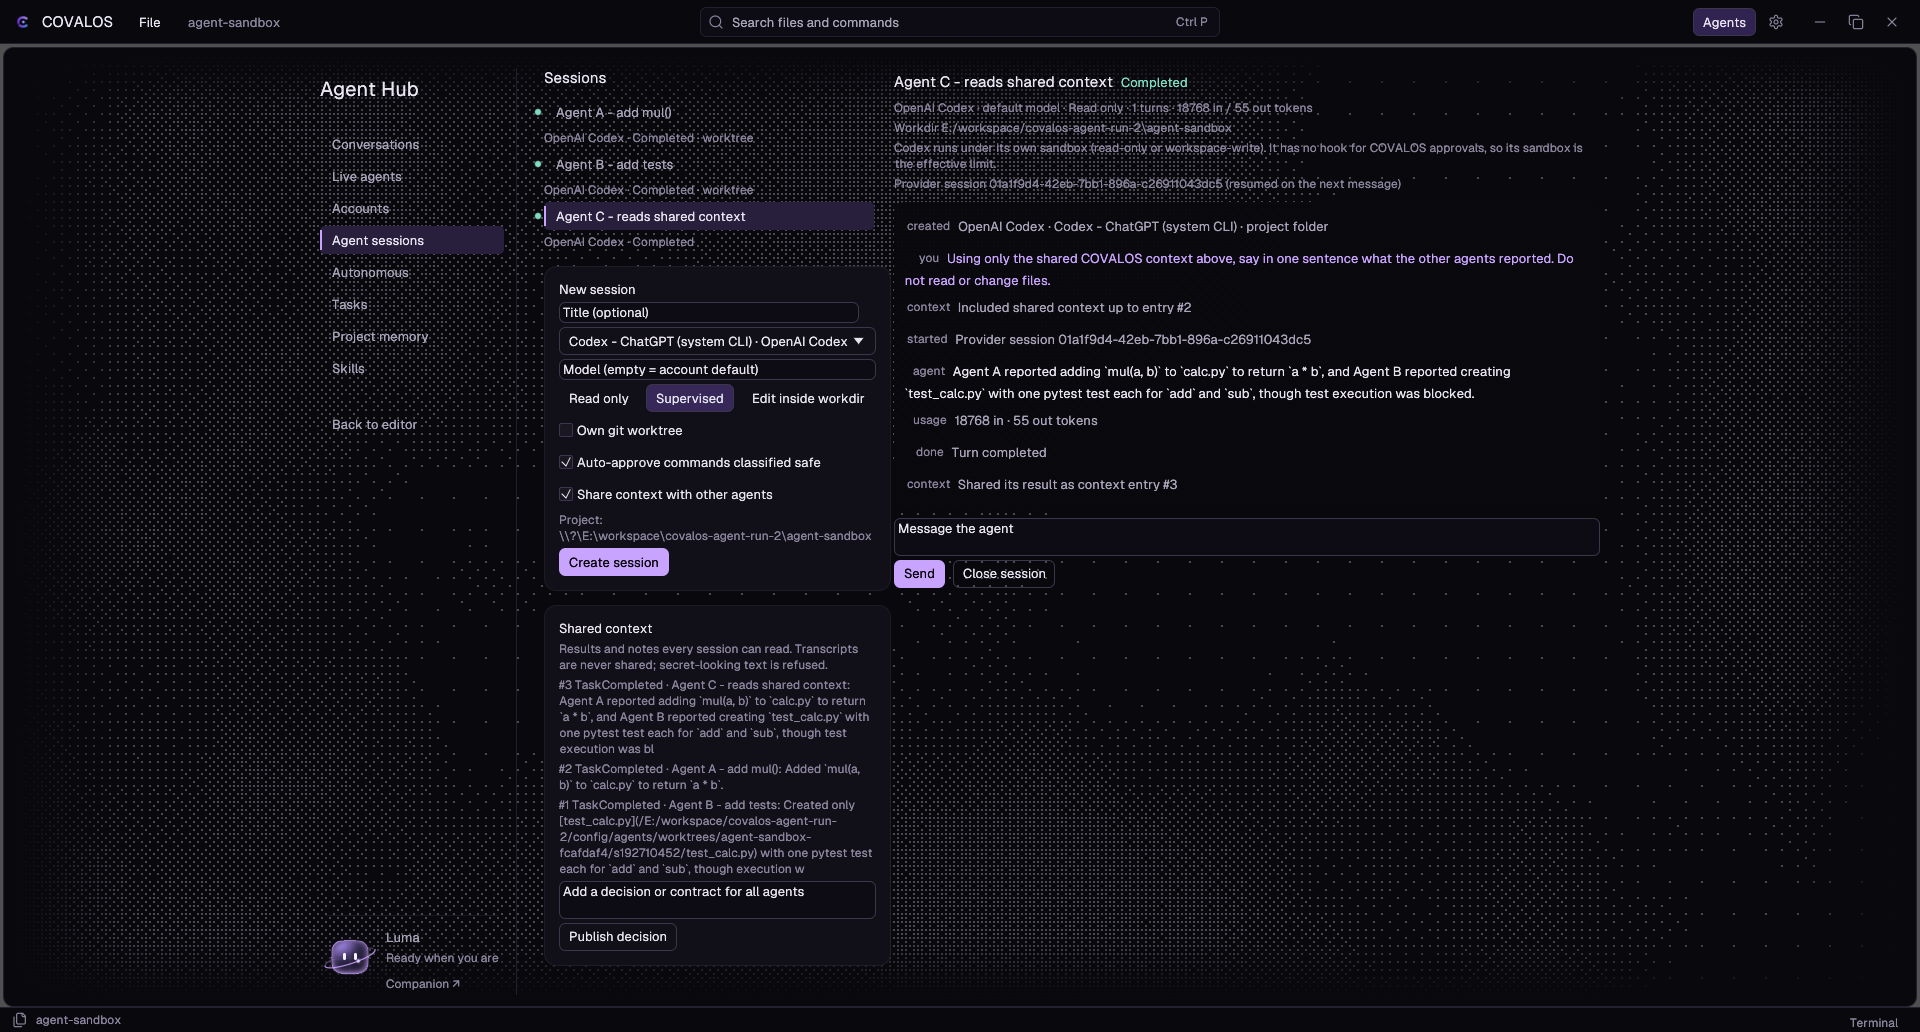 COVALOS
File
agent-sandbox
Search files and commands
Ctrl P
Agents
Agent Hub
Conversations
Live agents
Accounts
Agent sessions
Autonomous
Tasks
Project memory
Skills
Back to editor
Luma
Ready when you are
Companion ↗
Sessions
Agent A - add mul()
OpenAI Codex · Completed · worktree
Agent B - add tests
OpenAI Codex · Completed · worktree
Agent C - reads shared context
OpenAI Codex · Completed
New session
Title (optional)
Codex - ChatGPT (system CLI) · OpenAI Codex ▼
Model (empty = account default)
Read only
Supervised
Edit inside workdir
Own git worktree
Auto-approve commands classified safe
Share context with other agents
Project:
\\?\E:\workspace\covalos-agent-run-2\agent-sandbox
Create session
Shared context
Results and notes every session can read. Transcripts
are never shared; secret-looking text is refused.
#3 TaskCompleted · Agent C - reads shared context:
Agent A reported adding `mul(a, b)` to `calc.py` to return
`a * b`, and Agent B reported creating `test_calc.py` with
one pytest test each for `add` and `sub`, though test
execution was bl
#2 TaskCompleted · Agent A - add mul(): Added `mul(a,
b)` to `calc.py` to return `a * b`.
#1 TaskCompleted · Agent B - add tests: Created only
[test_calc.py](/E:/workspace/covalos-agent-run-
2/config/agents/worktrees/agent-sandbox-
fcafdaf4/s192710452/test_calc.py) with one pytest test
each for `add` and `sub`, though execution w
Add a decision or contract for all agents
Publish decision
Agent C - reads shared context Completed
OpenAI Codex · default model · Read only · 1 turns · 18768 in / 55 out tokens
Workdir E:/workspace/covalos-agent-run-2\agent-sandbox
Codex runs under its own sandbox (read-only or workspace-write). It has no hook for COVALOS approvals, so its sandbox is
the effective limit.
Provider session 01a1f9d4-42eb-7bb1-896a-c26911043dc5 (resumed on the next message)
created OpenAI Codex · Codex - ChatGPT (system CLI) · project folder
you Using only the shared COVALOS context above, say in one sentence what the other agents reported. Do
not read or change files.
context Included shared context up to entry #2
started Provider session 01a1f9d4-42eb-7bb1-896a-c26911043dc5
agent Agent A reported adding `mul(a, b)` to `calc.py` to return `a * b`, and Agent B reported creating
`test_calc.py` with one pytest test each for `add` and `sub`, though test execution was blocked.
usage 18768 in · 55 out tokens
done Turn completed
context Shared its result as context entry #3
Message the agent
Send
Close session
agent-sandbox
Terminal